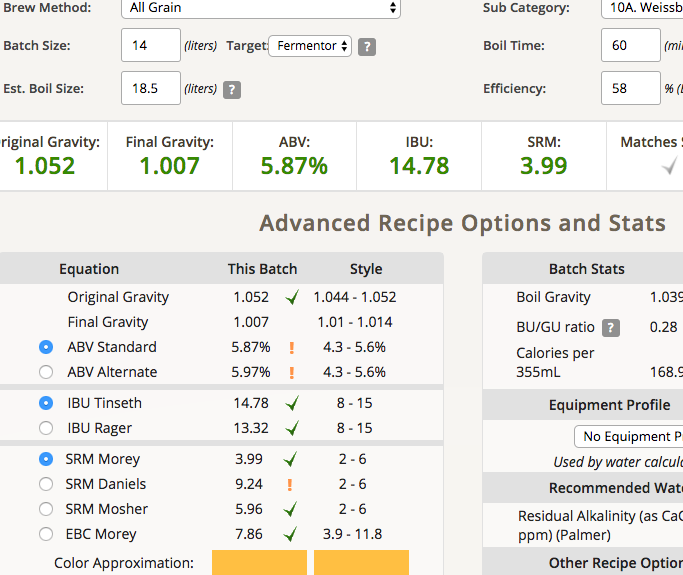 Brew Method: All Grain Sub Category: 10A. Weissb
Batch Size: 14 (liters) Target: Fermentor ? Boil Time: 60 (mi
Est. Boil Size: 18.5 (liters) ? Efficiency: 58 % (
riginal Gravity: Final Gravity: ABV: IBU: SRM: Matches S
1.052 1.007 5.87% 14.78 3.99
Advanced Recipe Options and Stats
Equation This Batch Style
Original Gravity 1.052 1.044 - 1.052
Final Gravity 1.007 1.01 - 1.014
ABV Standard 5.87% ! 4.3 - 5.6%
ABV Alternate 5.97% ! 4.3 - 5.6%
IBU Tinseth 14.78 8 - 15
IBU Rager 13.32 8 - 15
SRM Morey 3.99 2 - 6
SRM Daniels 9.24 ! 2 - 6
SRM Mosher 5.96 2 - 6
EBC Morey 7.86 3.9 - 11.8
Color Approximation:
Batch Stats
Boil Gravity 1.039
BU/GU ratio ? 0.28
Calories per
355mL 168.9
Equipment Profile
No Equipment P
Used by water calcula
Recommended Wat
Residual Alkalinity (as CaC
ppm) (Palmer)
Other Recipe Option